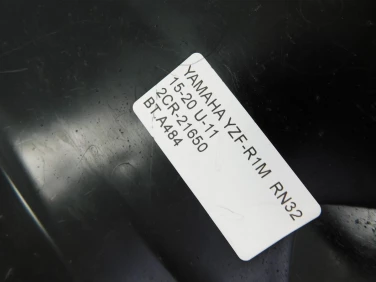 YAMAHA YZF-R1M RN32
15-20 U-11
2CR-21650
BT A484